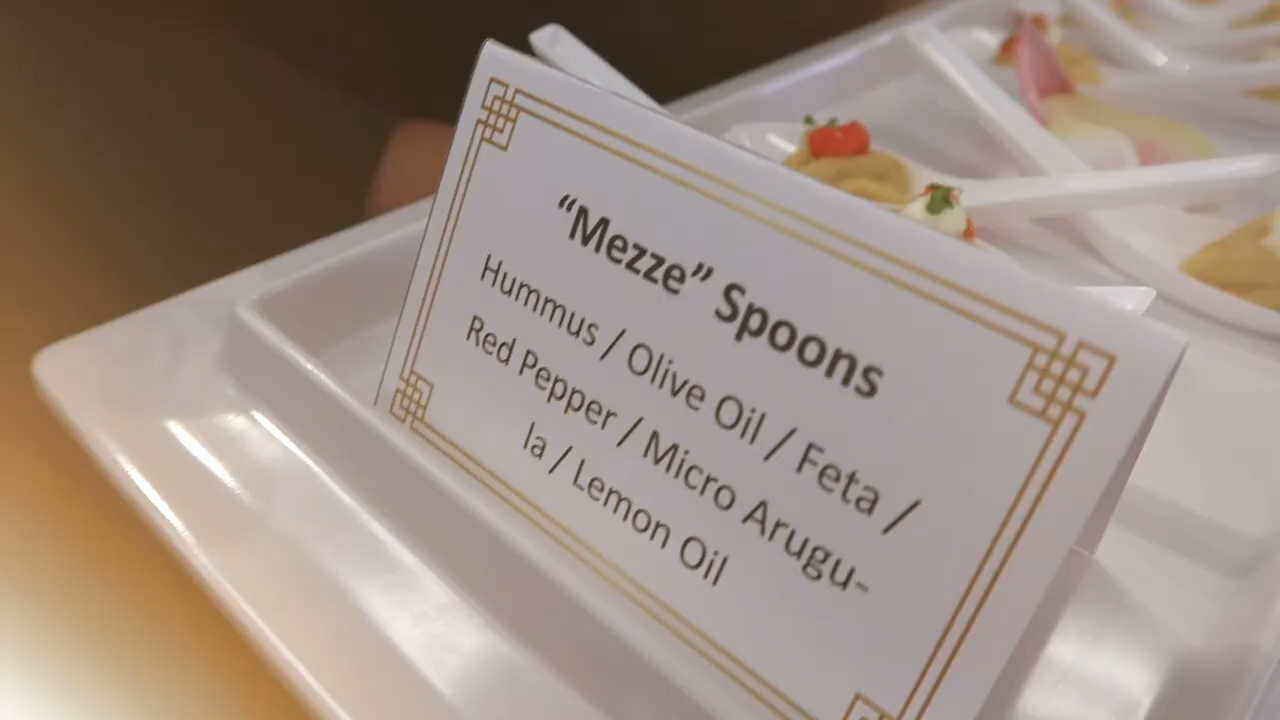 “Mezze” Spoons
Hummus / Olive Oil / Feta /
Red Pepper / Micro Arugu-
la / Lemon Oil